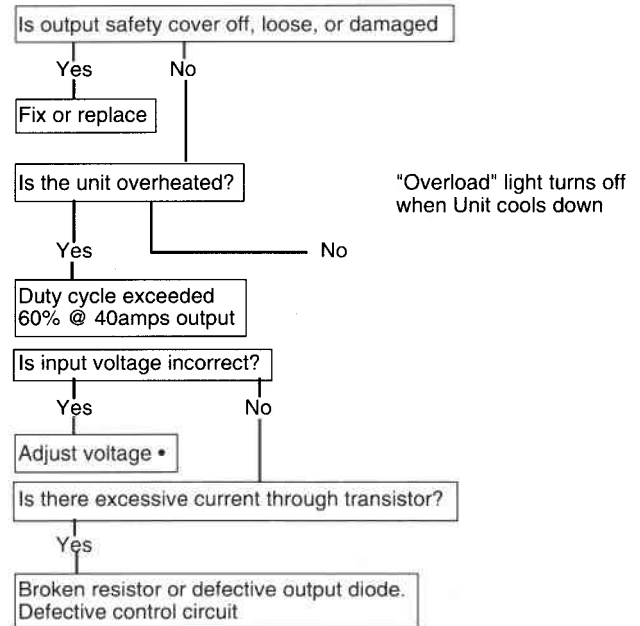 Is output safety cover off, loose, or damaged
Yes
No
Fix or replace
Is the unit overheated?
"Overload" light turns off
when Unit cools down
Yes
No
Duty cycle exceeded
60% @ 40amps output
Is input voltage incorrect?
Yes
No
Adjust voltage •
Is there excessive current through transistor?
Yes
Broken resistor or defective output diode.
Defective control circuit